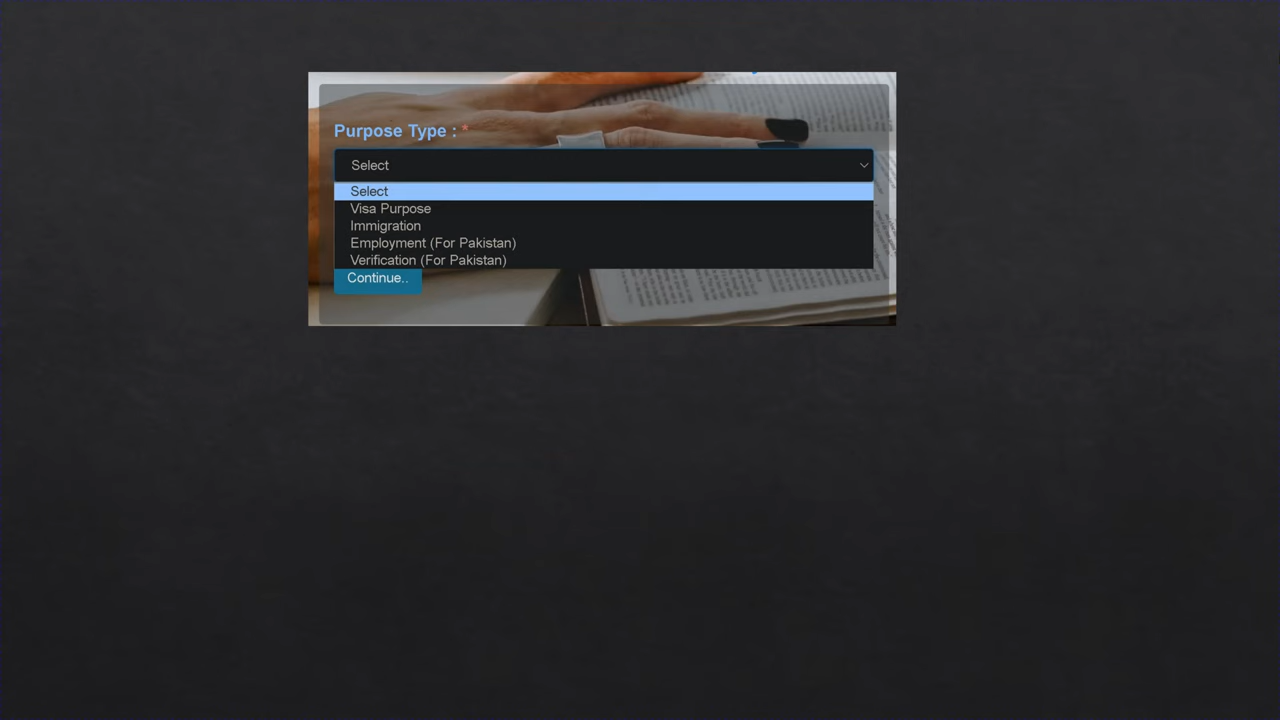 Purpose Type : *
Select
Select
Visa Purpose
Immigration
Employment (For Pakistan)
Verification (For Pakistan)
Continue..